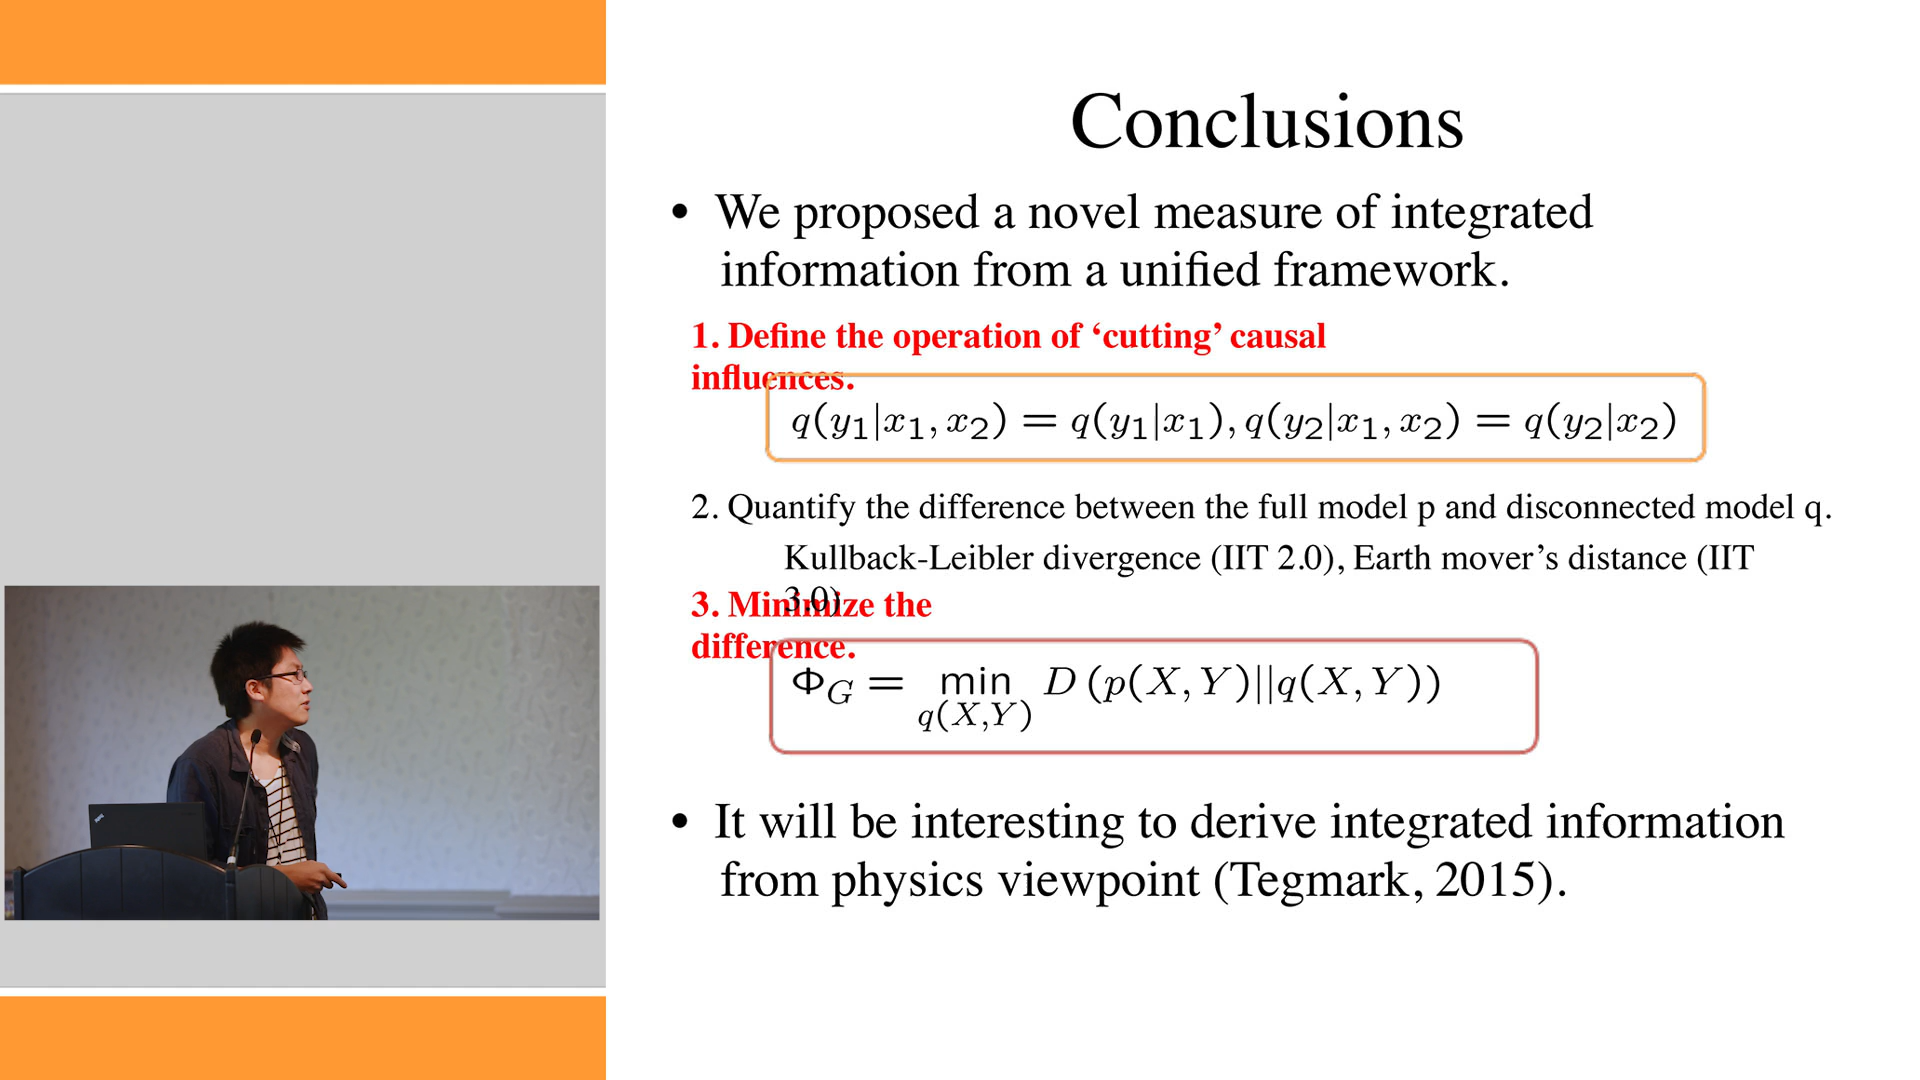 Conclusions
• We proposed a novel measure of integrated
information from a unified framework.
1. Define the operation of ‘cutting’ causal
influences.
q(y₁|x₁, x₂) = q(y₁|x₁), q(y₂|x₁, x₂) = q(y₂|x₂)
2. Quantify the difference between the full model p and disconnected model q.
Kullback-Leibler divergence (IIT 2.0), Earth mover’s distance (IIT
3.0)
3. Minimize the
difference.
Φ_G = min D (p(X, Y)||q(X, Y))
q(X,Y)
• It will be interesting to derive integrated information
from physics viewpoint (Tegmark, 2015).